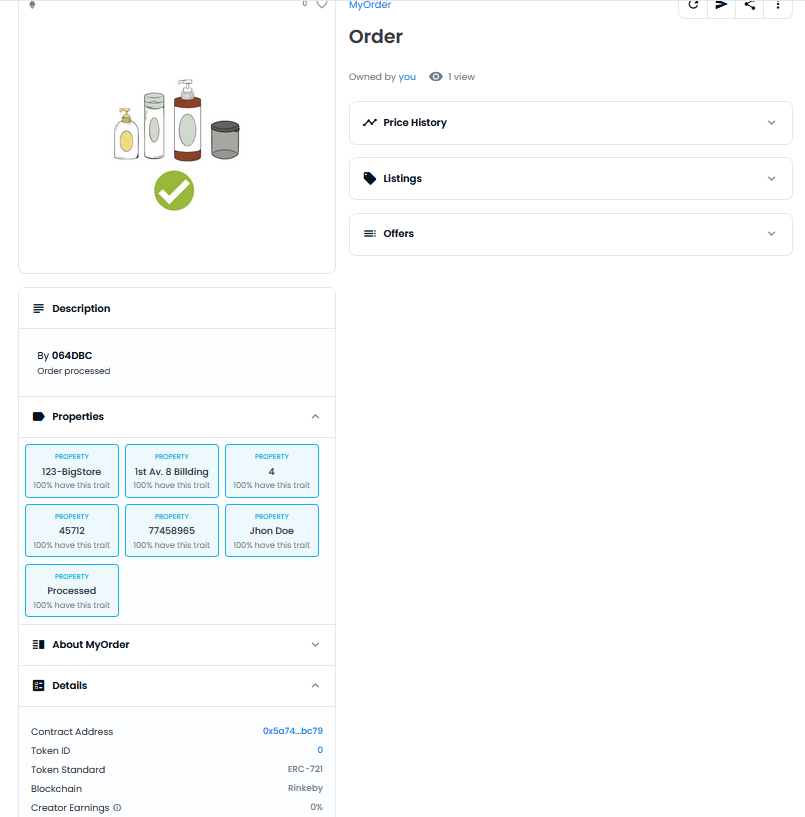 0
MyOrder
Order
Owned by you 1 view
Price History
Listings
Offers
Description
By 064DBC
Order processed
Properties
PROPERTY
123-BigStore
100% have this trait
PROPERTY
1st Av. 8 Billding
100% have this trait
PROPERTY
4
100% have this trait
PROPERTY
45712
100% have this trait
PROPERTY
77458965
100% have this trait
PROPERTY
Jhon Doe
100% have this trait
PROPERTY
Processed
100% have this trait
About MyOrder
Details
Contract Address 0x5a74...bc79
Token ID 0
Token Standard ERC-721
Blockchain Rinkeby
Creator Earnings 0%